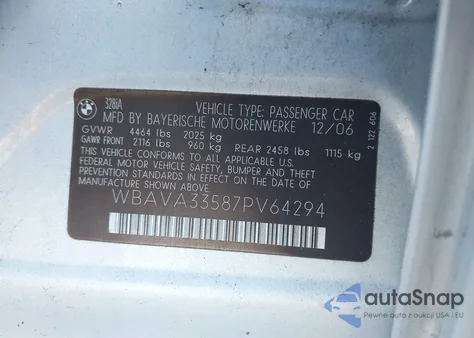 BMW
328iA
VEHICLE TYPE: PASSENGER CAR
MFD BY BAYERISCHE MOTORENWERKE 12/06
GVWR 4464 lbs 2025 kg
GAWR FRONT 2116 lbs 960 kg REAR 2458 lbs 1115 kg
THIS VEHICLE CONFORMS TO ALL APPLICABLE
FEDERAL MOTOR VEHICLE SAFETY, BUMPER AND THEFT
PREVENTION STANDARDS IN EFFECT ON THE DATE OF
MANUFACTURE SHOWN ABOVE.
WBAVA33587PV64294
2 122 606
autoSnap
Pewne auto z aukcji USA i EU